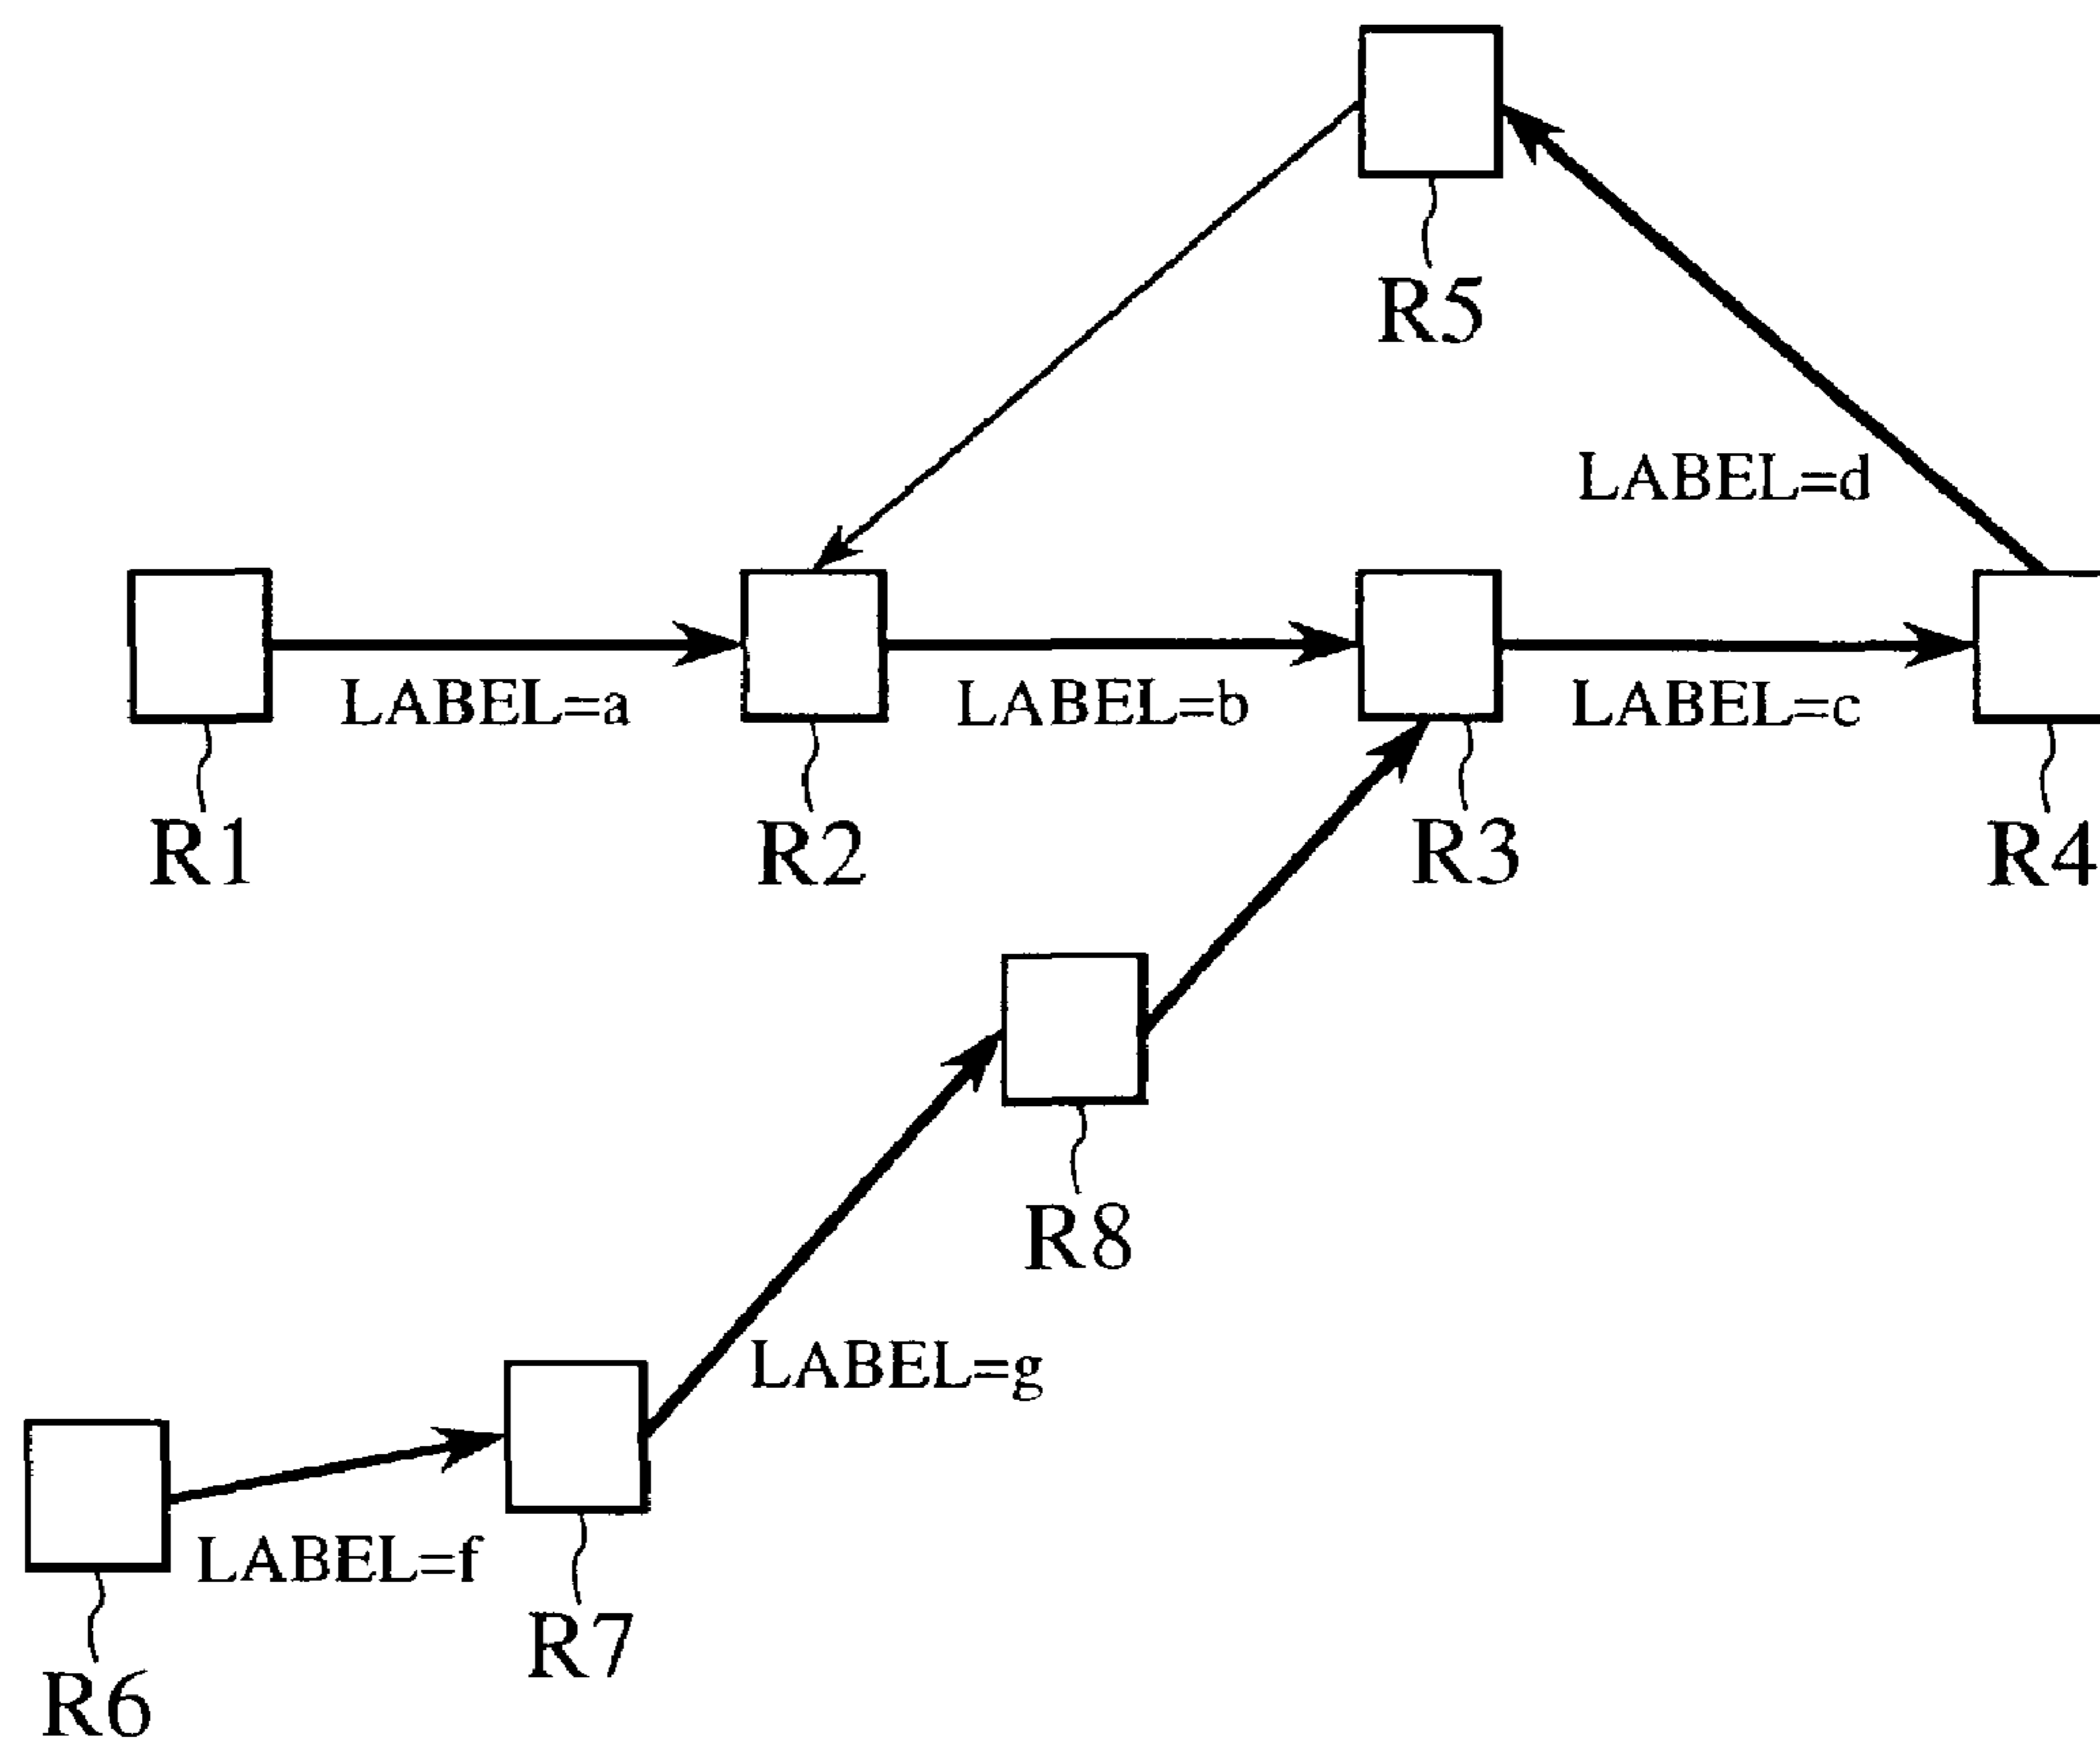 R5
LABEL=d
LABEL=a
LABEL=b
LABEL=c
R1
R2
R3
R4
R8
LABEL=g
LABEL=f
R7
R6